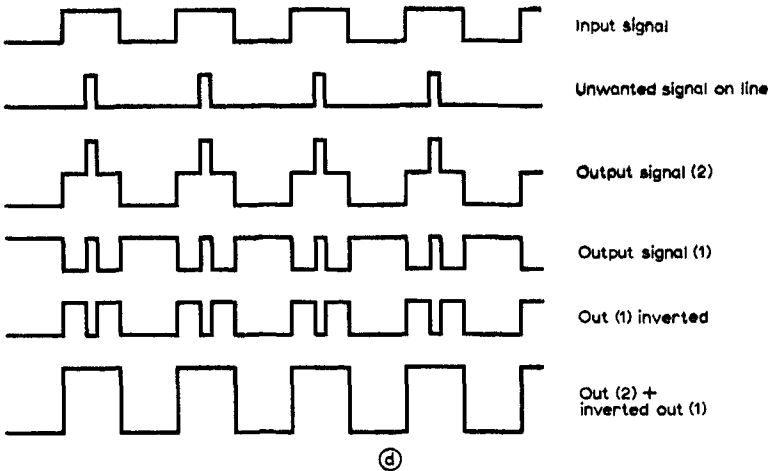 Input signal
Unwanted signal on line
Output signal (2)
Output signal (1)
Out (1) inverted
Out (2) +
inverted out (1)
d